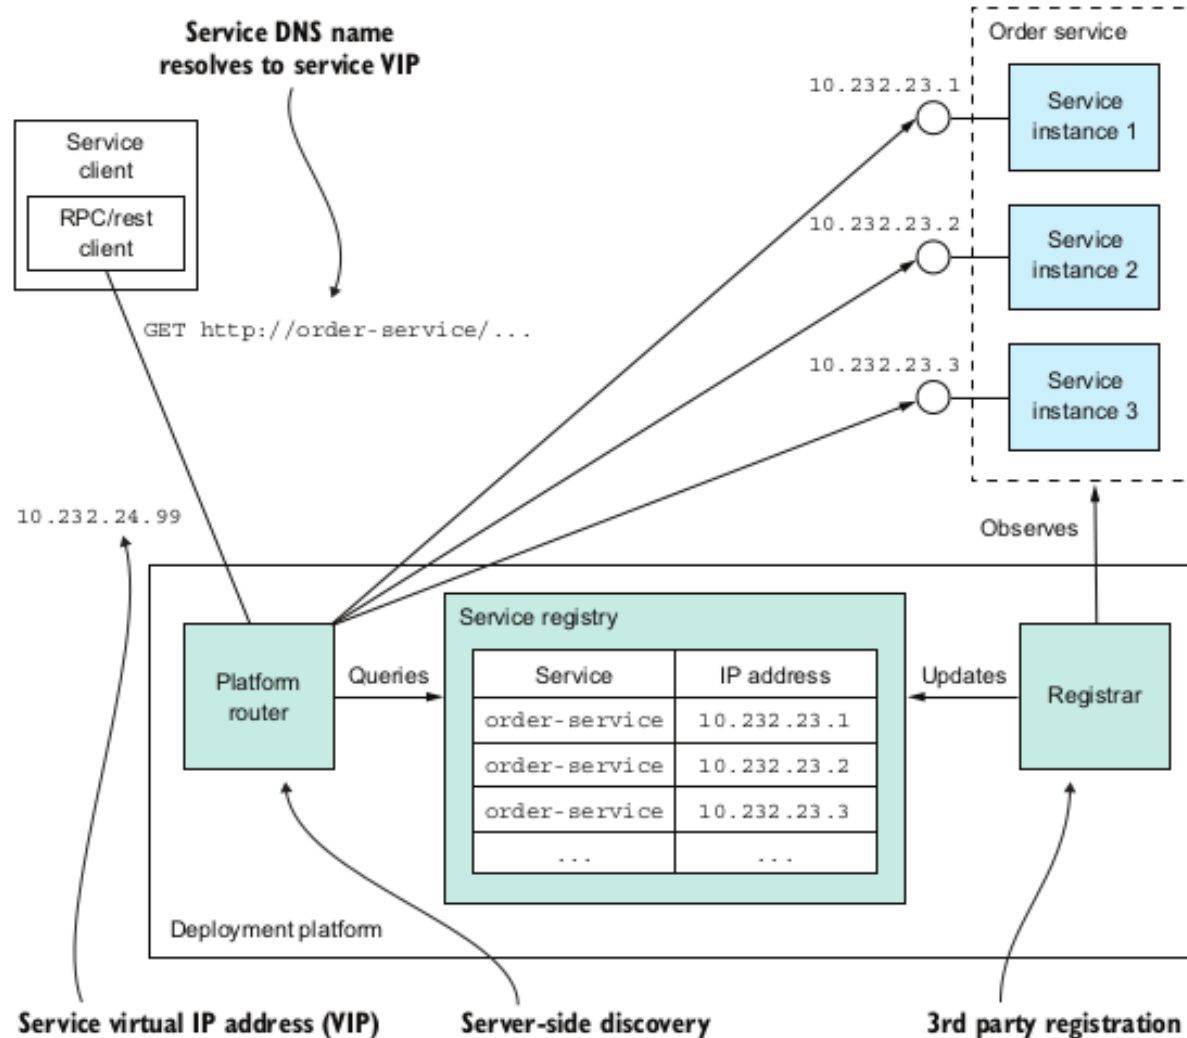 Service DNS name
resolves to service VIP
Order service
10.232.23.1
Service
instance 1
Service
client
RPC/rest
client
10.232.23.2
Service
instance 2
GET http://order-service/...
10.232.23.3
Service
instance 3
10.232.24.99
Observes
Service registry
Platform
router
Queries
Service IP address
order-service 10.232.23.1
order-service 10.232.23.2
order-service 10.232.23.3
... ...
Updates
Registrar
Deployment platform
Service virtual IP address (VIP)
Server-side discovery
3rd party registration